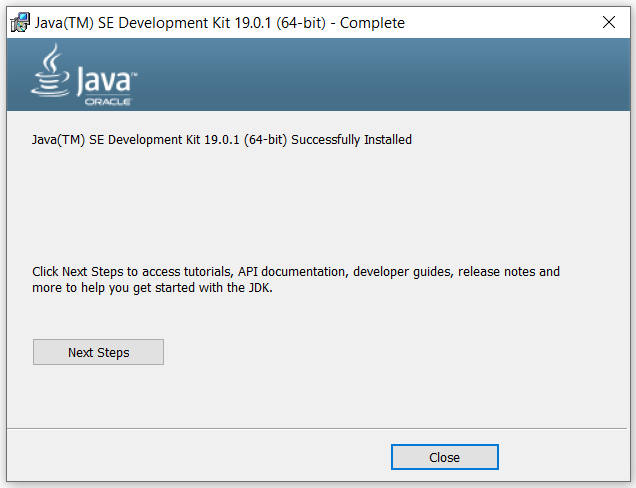 Java(TM) SE Development Kit 19.0.1 (64-bit) - Complete
Java™
ORACLE
Java(TM) SE Development Kit 19.0.1 (64-bit) Successfully Installed
Click Next Steps to access tutorials, API documentation, developer guides, release notes and
more to help you get started with the JDK.
Next Steps
Close